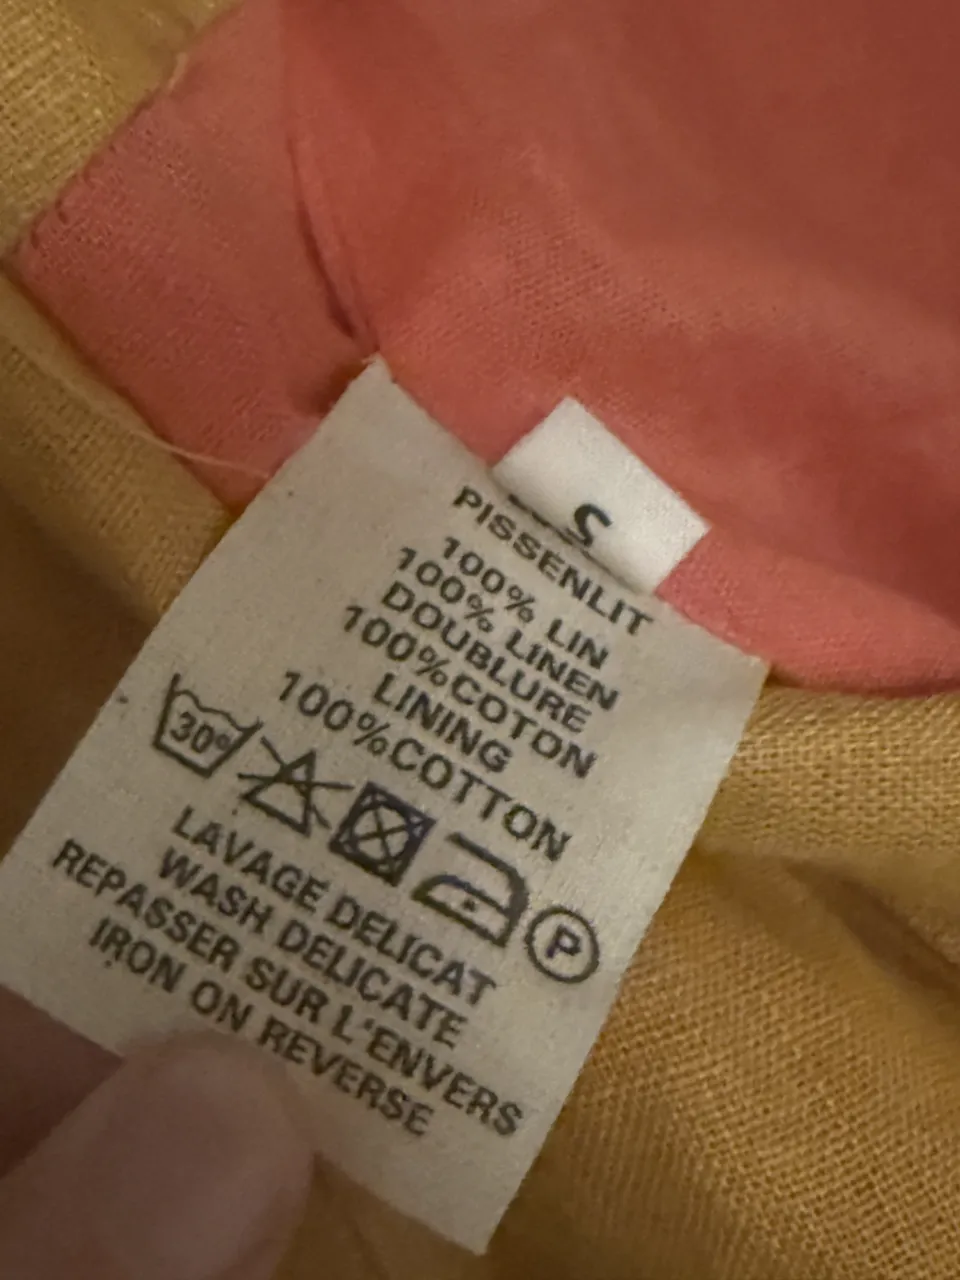 PISSENLIT
100% LIN
100% LINEN
DOUBLURE
100%COTON
LINING
100%COTTON
30°
P
LAVAGE DELICAT
WASH DELICATE
REPASSER SUR L'ENVERS
IRON ON REVERSE